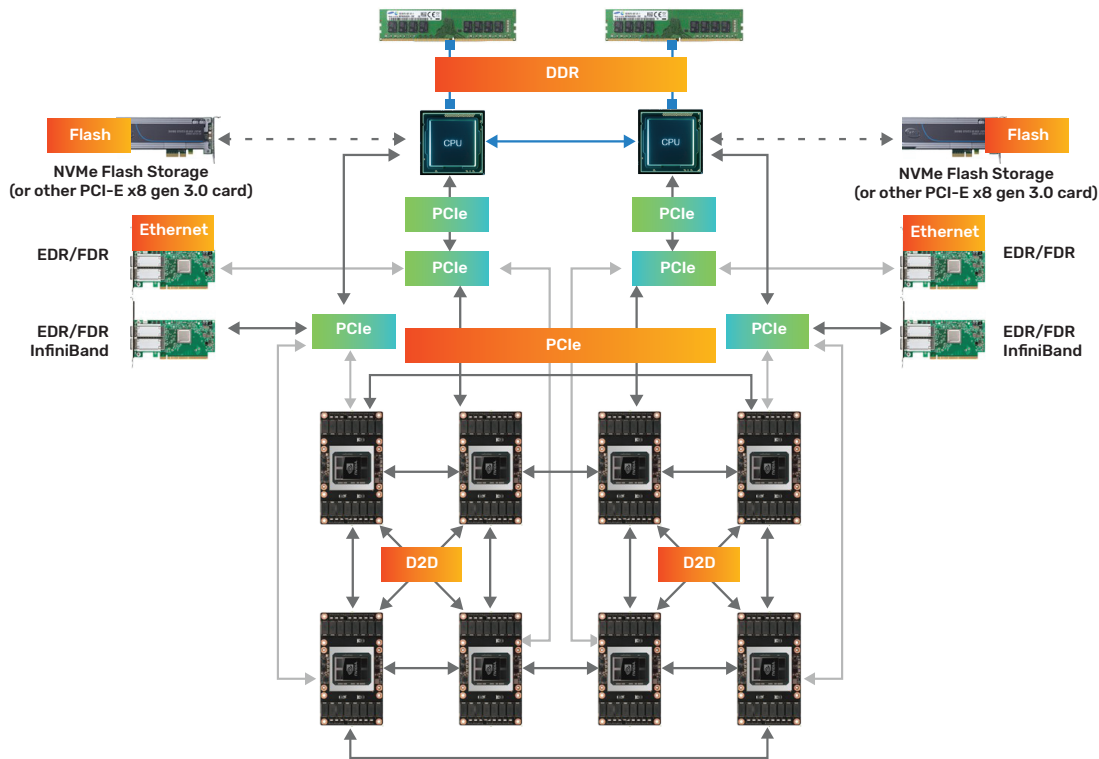 DDR
Flash
CPU
CPU
Flash
NVMe Flash Storage
(or other PCI-E x8 gen 3.0 card)
NVMe Flash Storage
(or other PCI-E x8 gen 3.0 card)
PCIe
PCIe
Ethernet
Ethernet
EDR/FDR
PCIe
PCIe
EDR/FDR
EDR/FDR
InfiniBand
PCIe
PCIe
PCIe
EDR/FDR
InfiniBand
D2D
D2D